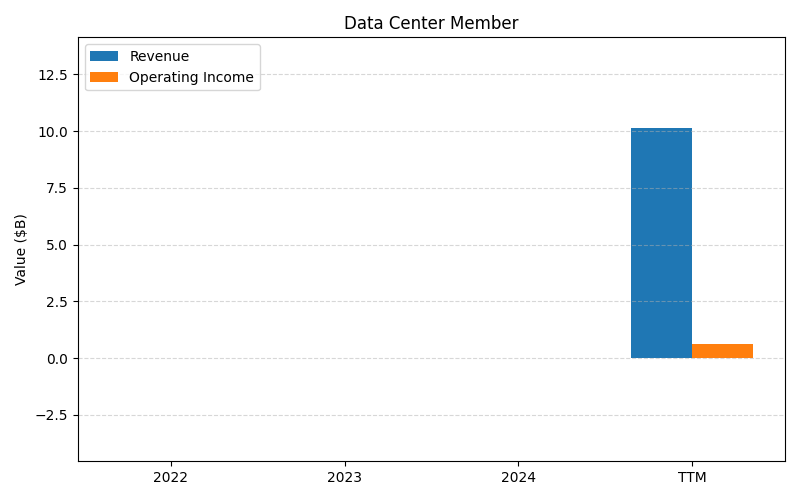 Data Center Member
Revenue
Operating Income
12.5
10.0
7.5
5.0
2.5
0.0
−2.5
Value ($B)
2022 2023 2024 TTM